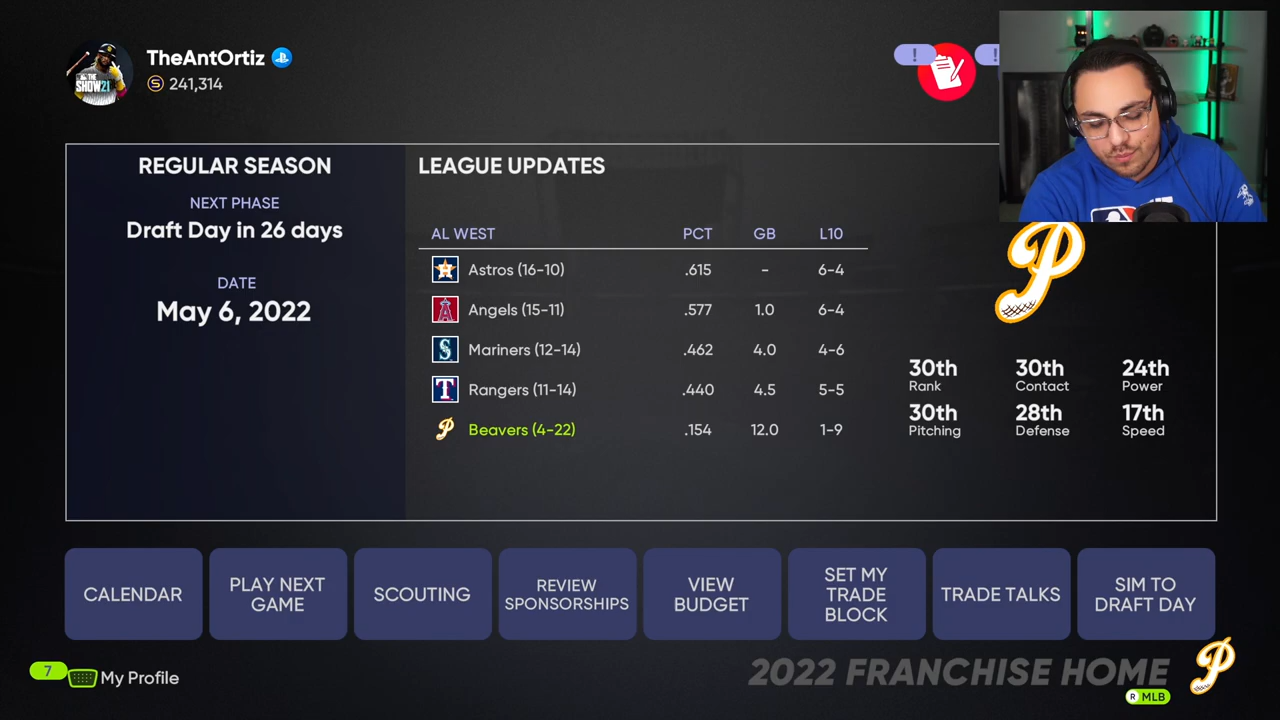 TheAntOrtiz
241,314
THE SHOW21
REGULAR SEASON
NEXT PHASE
Draft Day in 26 days
DATE
May 6, 2022
LEAGUE UPDATES
AL WEST PCT GB L10
Astros (16-10) .615 - 6-4
Angels (15-11) .577 1.0 6-4
Mariners (12-14) .462 4.0 4-6
Rangers (11-14) .440 4.5 5-5
Beavers (4-22) .154 12.0 1-9
P
30th 30th 24th
Rank Contact Power
30th 28th 17th
Pitching Defense Speed
CALENDAR
PLAY NEXT
GAME
SCOUTING
REVIEW
SPONSORSHIPS
VIEW
BUDGET
SET MY
TRADE
BLOCK
TRADE TALKS
SIM TO
DRAFT DAY
7 My Profile
2022 FRANCHISE HOME
R MLB